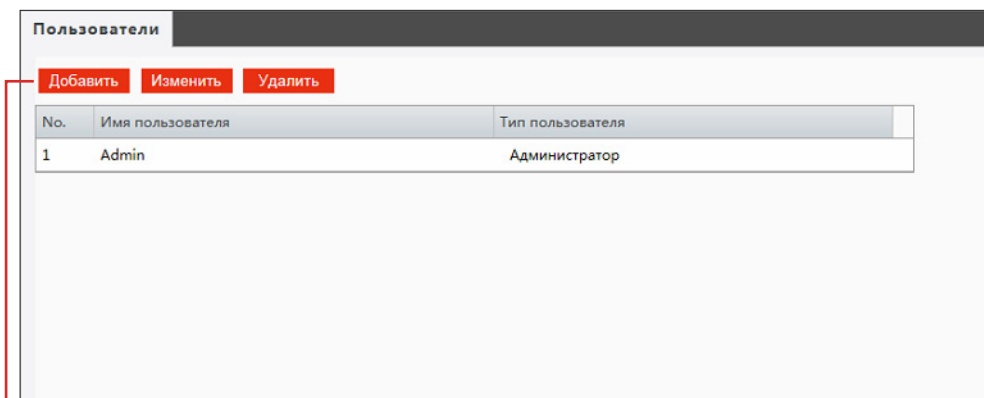 Пользователи
Добавить Изменить Удалить
No. Имя пользователя Тип пользователя
1 Admin Администратор